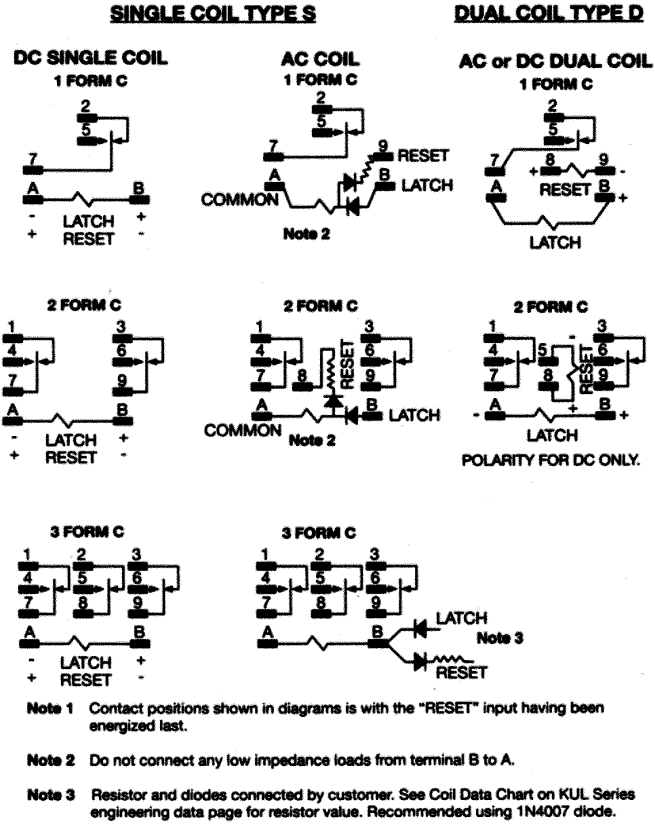 SINGLE COIL TYPE S
DUAL COIL TYPE D
DC SINGLE COIL
1 FORM C
2
5
7
A
B
-
LATCH
+
+
RESET
-
AC COIL
1 FORM C
2
5
7
9
RESET
A
B
LATCH
COMMON
Note 2
AC or DC DUAL COIL
1 FORM C
2
5
7
+
8
9
-
RESET
A
B
+
LATCH
2 FORM C
1
3
4
6
7
9
A
B
-
LATCH
+
+
RESET
-
2 FORM C
1
3
4
6
7
8
9
RESET
A
B
LATCH
COMMON
Note 2
2 FORM C
1
3
4
5
-
6
7
8
9
RESET
+
-
A
B
+
LATCH
POLARITY FOR DC ONLY.
3 FORM C
1
2
3
4
5
6
7
8
9
A
B
-
LATCH
+
+
RESET
-
3 FORM C
1
2
3
4
5
6
7
8
9
A
B
LATCH
Note 3
RESET
Note 1 Contact positions shown in diagrams is with the "RESET" input having been
energized last.
Note 2 Do not connect any low impedance loads from terminal B to A.
Note 3 Resistor and diodes connected by customer. See Coil Data Chart on KUL Series
engineering data page for resistor value. Recommended using 1N4007 diode.